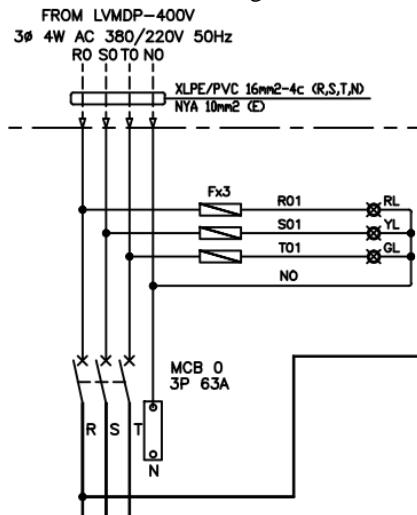 FROM LVMDP-400V
3ø 4W AC 380/220V 50Hz
R0 S0 T0 N0
XLPE/PVC 16mm2-4c (R,S,T,N)
NYA 10mm2 (E)
Fx3
R01 RL
S01 YL
T01 GL
N0
MCB 0
3P 63A
R S T
N